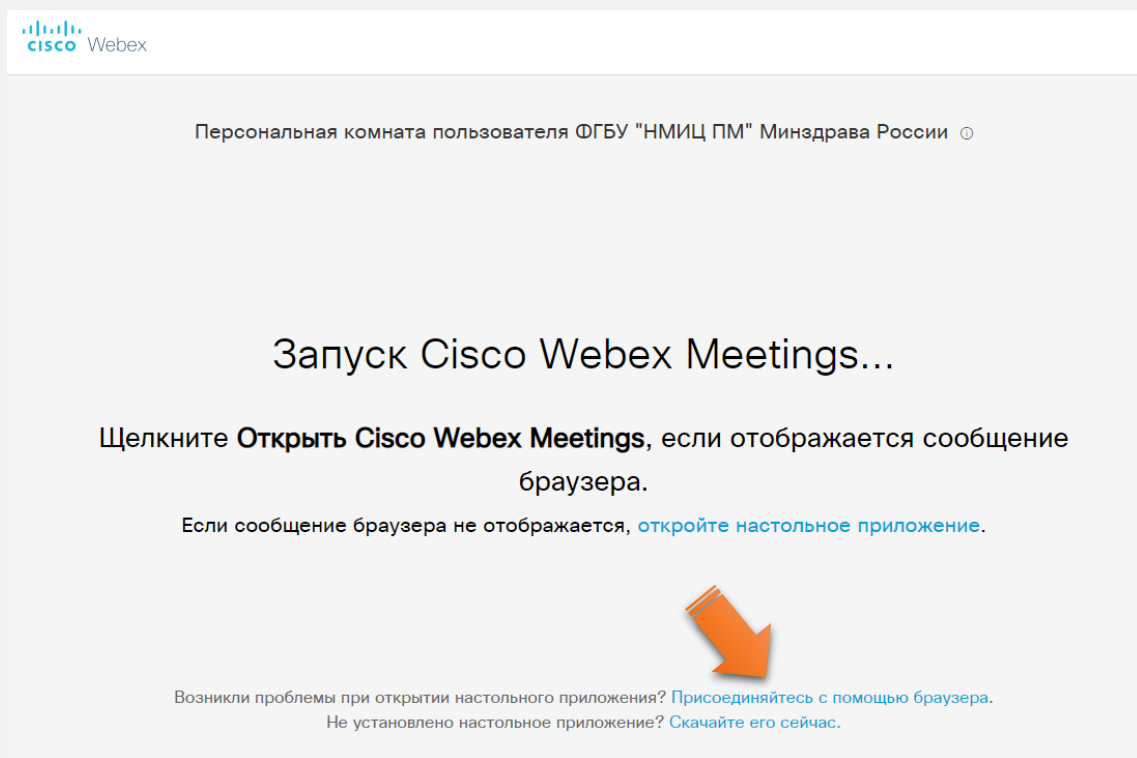 CISCO Webex
Персональная комната пользователя ФГБУ "НМИЦ ПМ" Минздрава России
Запуск Cisco Webex Meetings...
Щелкните Открыть Cisco Webex Meetings, если отображается сообщение
браузера.
Если сообщение браузера не отображается, откройте настольное приложение.
Возникли проблемы при открытии настольного приложения? Присоединяйтесь с помощью браузера.
Не установлено настольное приложение? Скачайте его сейчас.